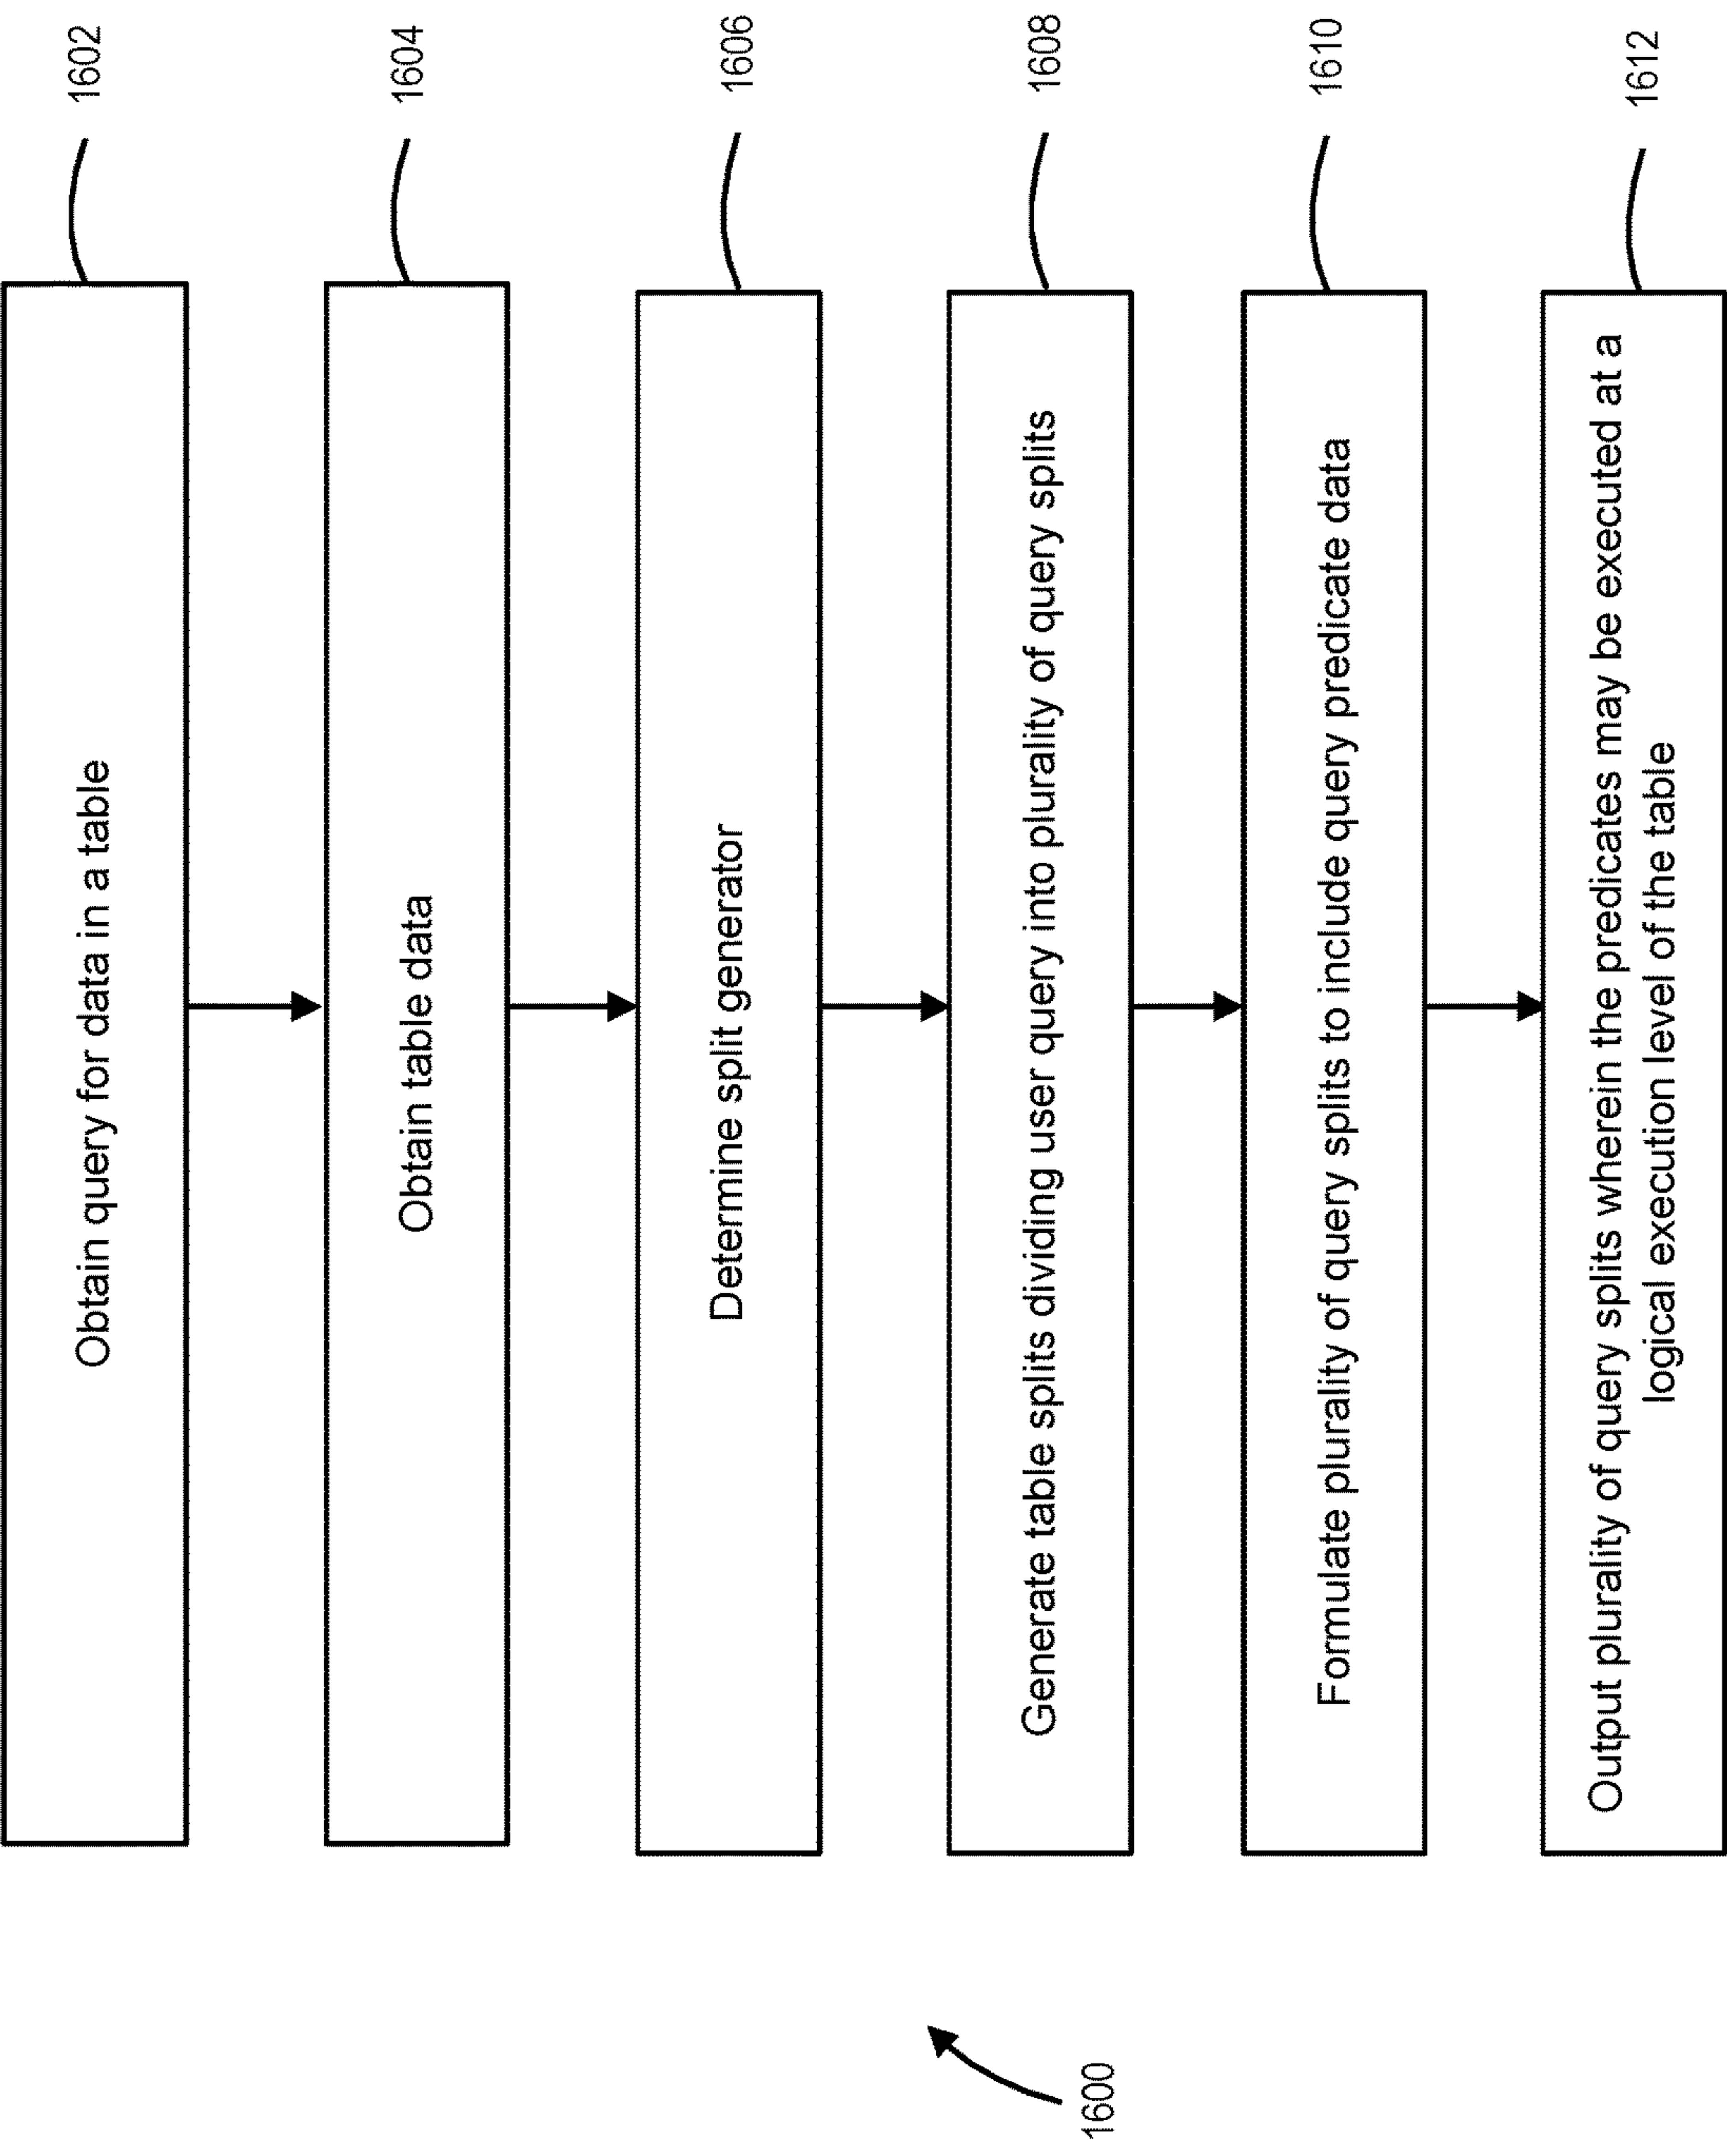 Obtain query for data in a table
1602
Obtain table data
1604
Determine split generator
1606
Generate table splits dividing user query into plurality of query splits
1608
Formulate plurality of query splits to include query predicate data
1610
Output plurality of query splits wherein the predicates may be executed at a
logical execution level of the table
1612
1600